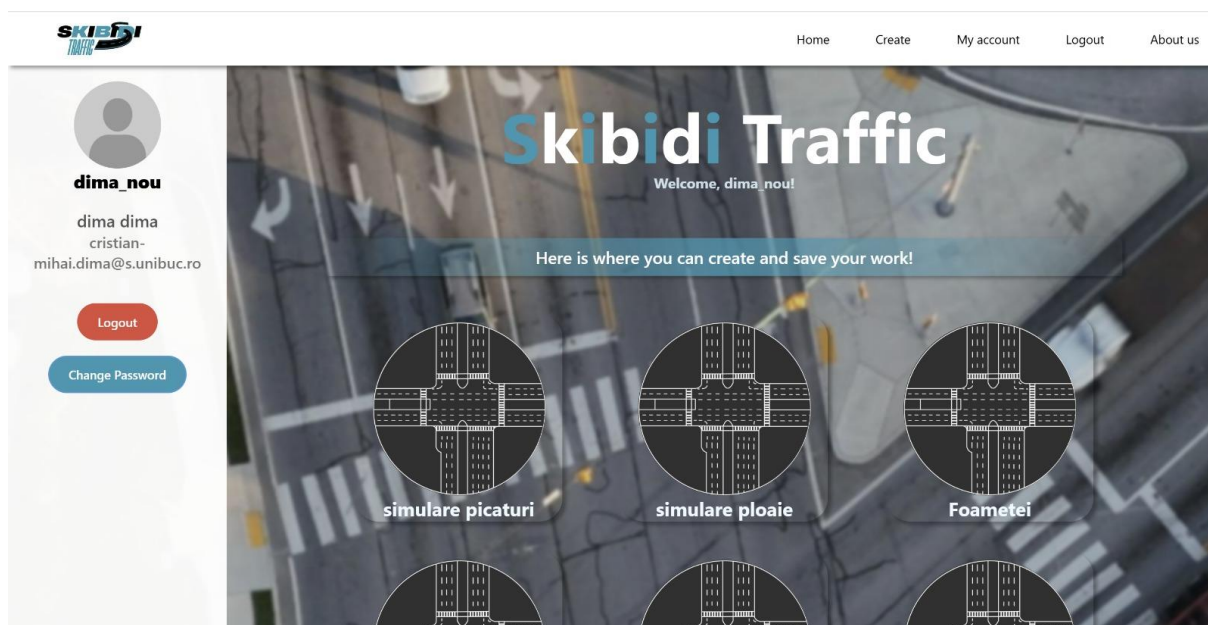 SKIBIDI
TRAFFIC
Home Create My account Logout About us
dima_nou
dima dima
cristian-
mihai.dima@s.unibuc.ro
Logout
Change Password
Skibidi Traffic
Welcome, dima_nou!
Here is where you can create and save your work!
simulare picaturi
simulare ploaie
Foametei